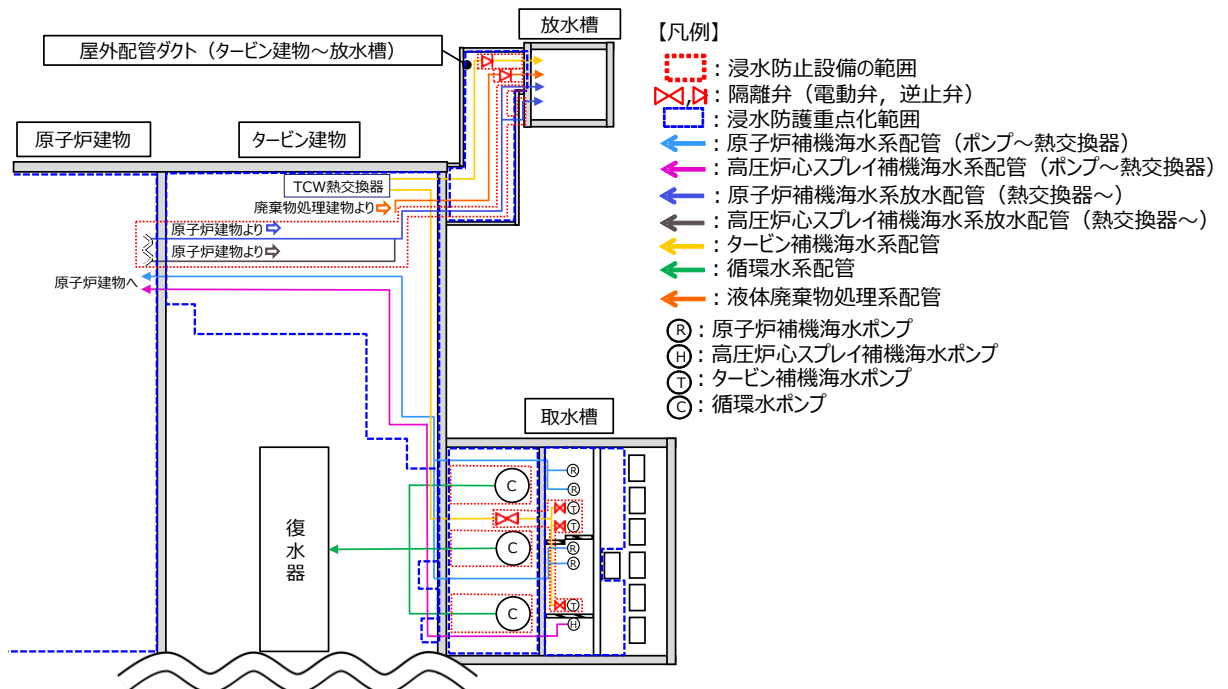 放水槽
屋外配管ダクト（タービン建物～放水槽）
原子炉建物
タービン建物
TCW熱交換器
廃棄物処理建物より
原子炉建物より
原子炉建物より
原子炉建物へ
取水槽
復水器
C
C
C
R
R
T
T
R
R
T
H
【凡例】
：浸水防止設備の範囲
，：隔離弁（電動弁，逆止弁）
：浸水防護重点化範囲
：原子炉補機海水系配管（ポンプ～熱交換器）
：高圧炉心スプレイ補機海水系配管（ポンプ～熱交換器）
：原子炉補機海水系放水配管（熱交換器～）
：高圧炉心スプレイ補機海水系放水配管（熱交換器～）
：タービン補機海水系配管
：循環水系配管
：液体廃棄物処理系配管
R：原子炉補機海水ポンプ
H：高圧炉心スプレイ補機海水ポンプ
T：タービン補機海水ポンプ
C：循環水ポンプ